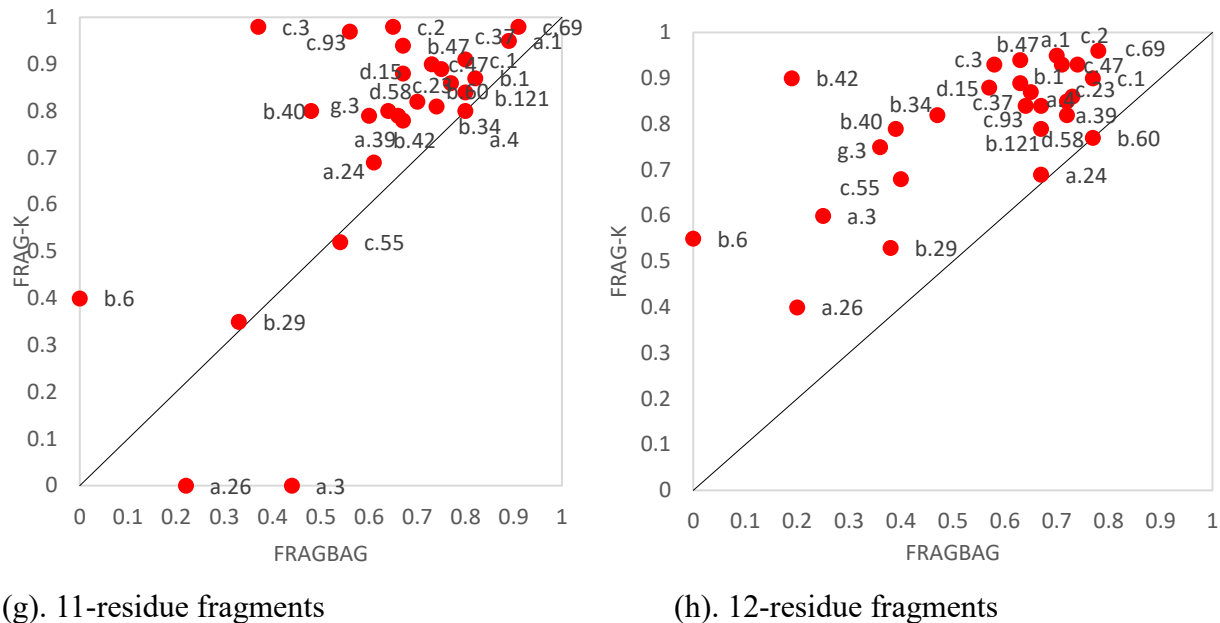 1
0.9
0.8
0.7
0.6
0.5
0.4
0.3
0.2
0.1
0
FRAG-K
c.3
c.2
c.69
c.93
c.37
a.1
b.47
d.15
c.47
c.1
c.23
b.1
d.58
b.60
b.121
b.40
g.3
b.34
a.39
b.42
a.4
a.24
c.55
b.6
b.29
a.26
a.3
0 0.1 0.2 0.3 0.4 0.5 0.6 0.7 0.8 0.9 1
FRAGBAG
(g). 11-residue fragments
1
0.9
0.8
0.7
0.6
0.5
0.4
0.3
0.2
0.1
0
FRAG-K
a.1
c.2
b.47
c.69
c.3
c.47
b.42
b.1
c.1
d.15
c.23
a.4
b.34
c.37
a.39
b.40
c.93
g.3
b.121
d.58
b.60
c.55
a.24
a.3
b.6
b.29
a.26
0 0.1 0.2 0.3 0.4 0.5 0.6 0.7 0.8 0.9 1
FRAGBAG
(h). 12-residue fragments